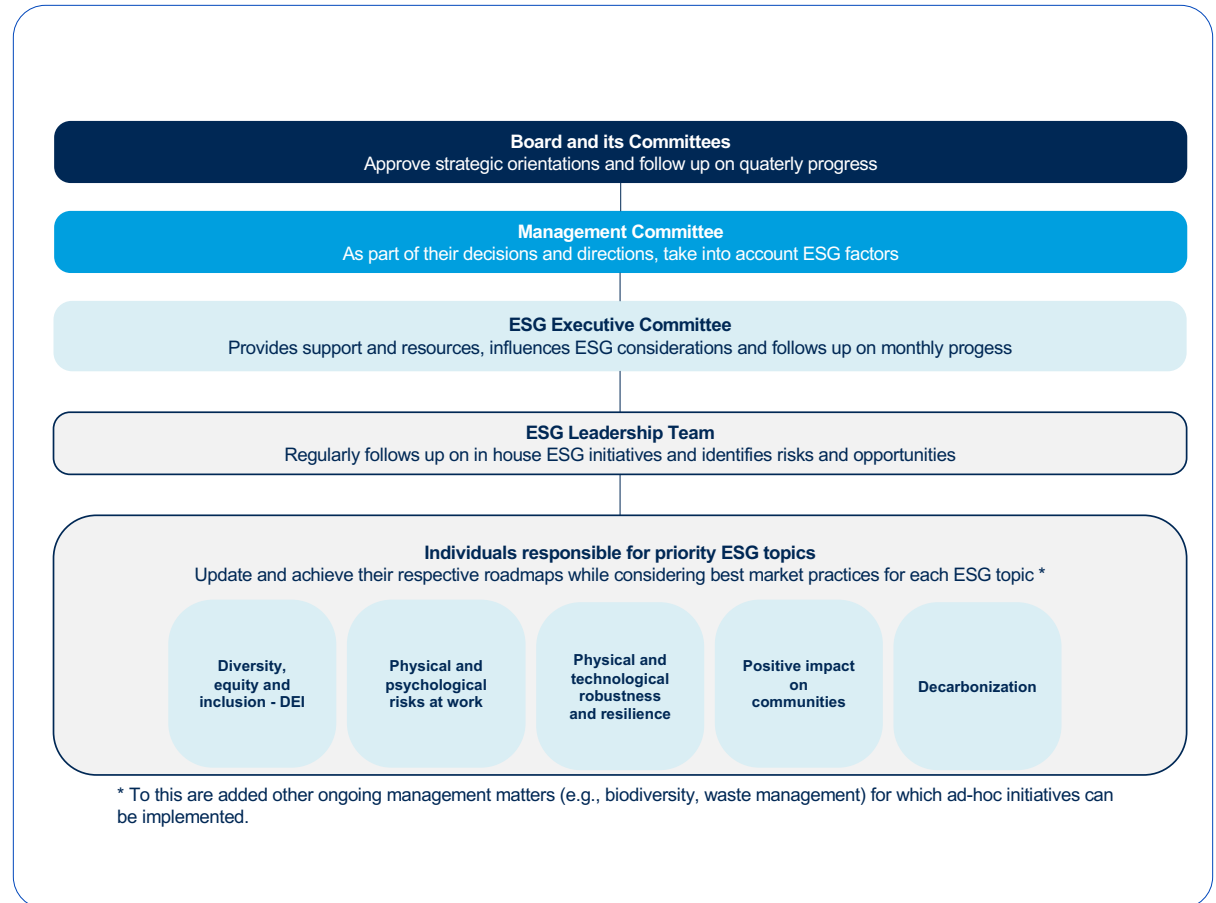 Board and its Committees
Approve strategic orientations and follow up on quaterly progress
Management Committee
As part of their decisions and directions, take into account ESG factors
ESG Executive Committee
Provides support and resources, influences ESG considerations and follows up on monthly progess
ESG Leadership Team
Regularly follows up on in house ESG initiatives and identifies risks and opportunities
Individuals responsible for priority ESG topics
Update and achieve their respective roadmaps while considering best market practices for each ESG topic *
Diversity,
equity and
inclusion - DEI
Physical and
psychological
risks at work
Physical and
technological
robustness
and resilience
Positive impact
on
communities
Decarbonization
* To this are added other ongoing management matters (e.g., biodiversity, waste management) for which ad-hoc initiatives can
be implemented.